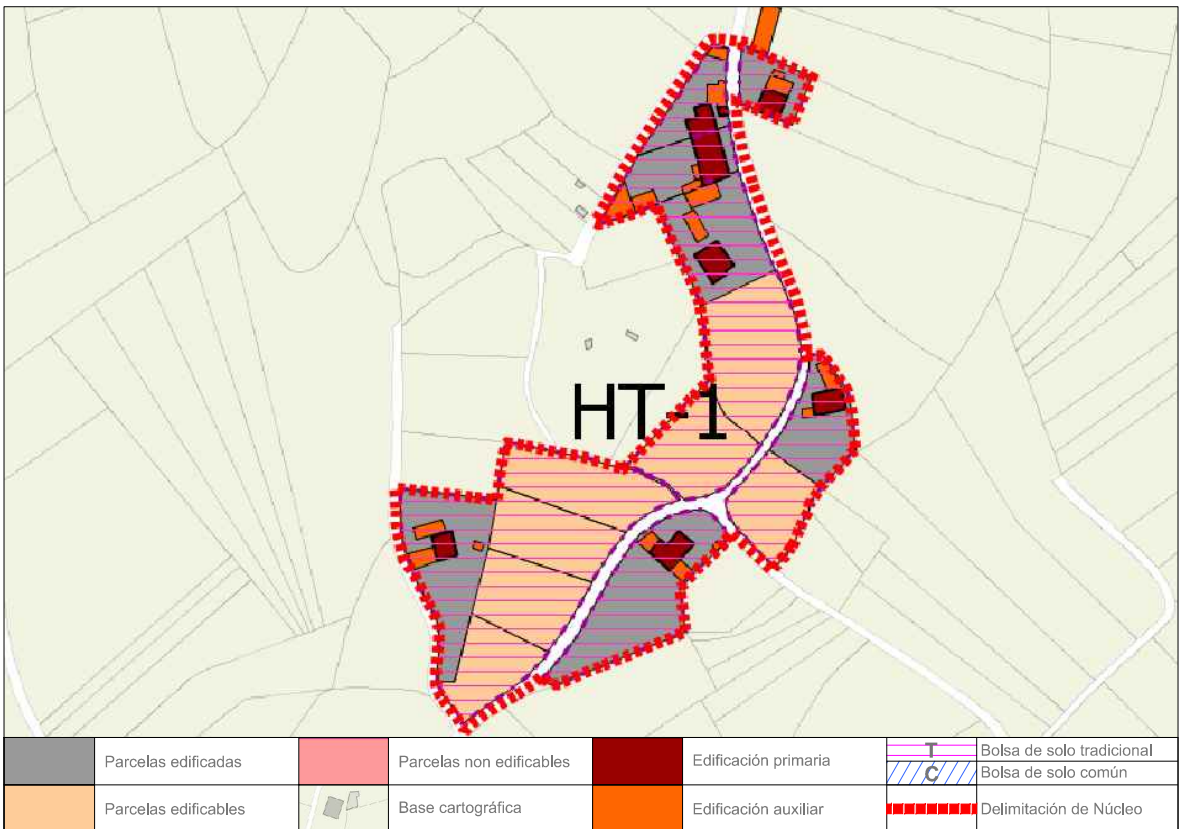 HT-1
Parcelas edificadas
Parcelas non edificables
Edificación primaria
T
Bolsa de solo tradicional
C
Bolsa de solo común
Parcelas edificables
Base cartográfica
Edificación auxiliar
Delimitación de Núcleo